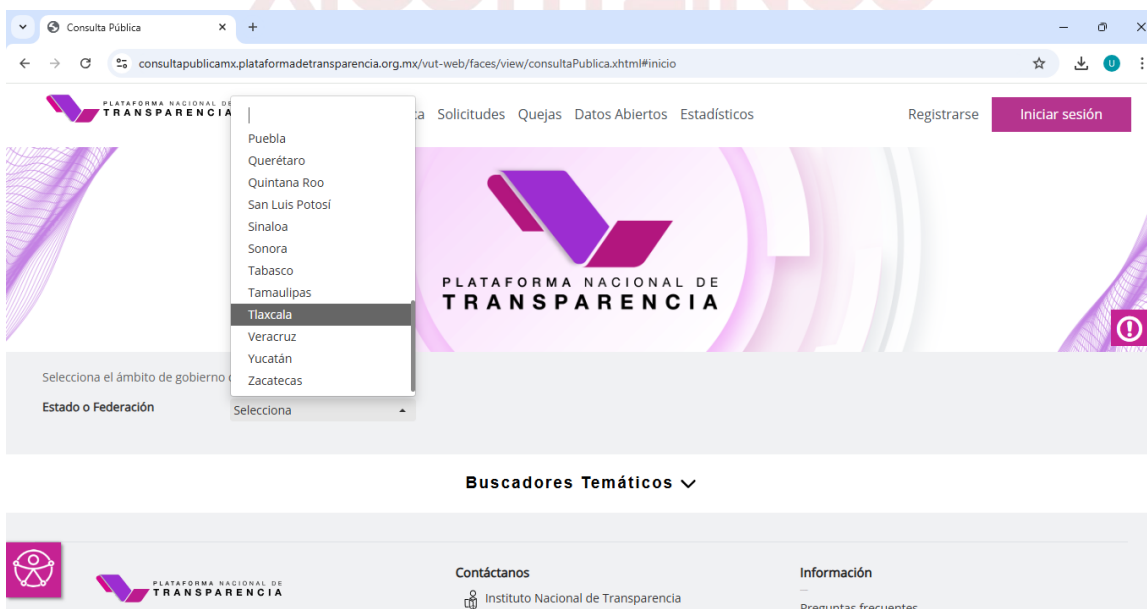 Consulta Pública
consultapublicamx.plataformadetransparencia.org.mx/vut-web/faces/view/consultaPublica.xhtml#inicio
U
PLATAFORMA NACIONAL DE
TRANSPARENCIA
Solicitudes Quejas Datos Abiertos Estadísticos
Registrarse
Iniciar sesión
Puebla
Querétaro
Quintana Roo
San Luis Potosí
Sinaloa
Sonora
Tabasco
Tamaulipas
Tlaxcala
Veracruz
Yucatán
Zacatecas
PLATAFORMA NACIONAL DE
TRANSPARENCIA
Selecciona el ámbito de gobierno
Estado o Federación
Selecciona
Buscadores Temáticos
PLATAFORMA NACIONAL DE
TRANSPARENCIA
Contáctanos
Instituto Nacional de Transparencia
Información
Preguntas frecuentes